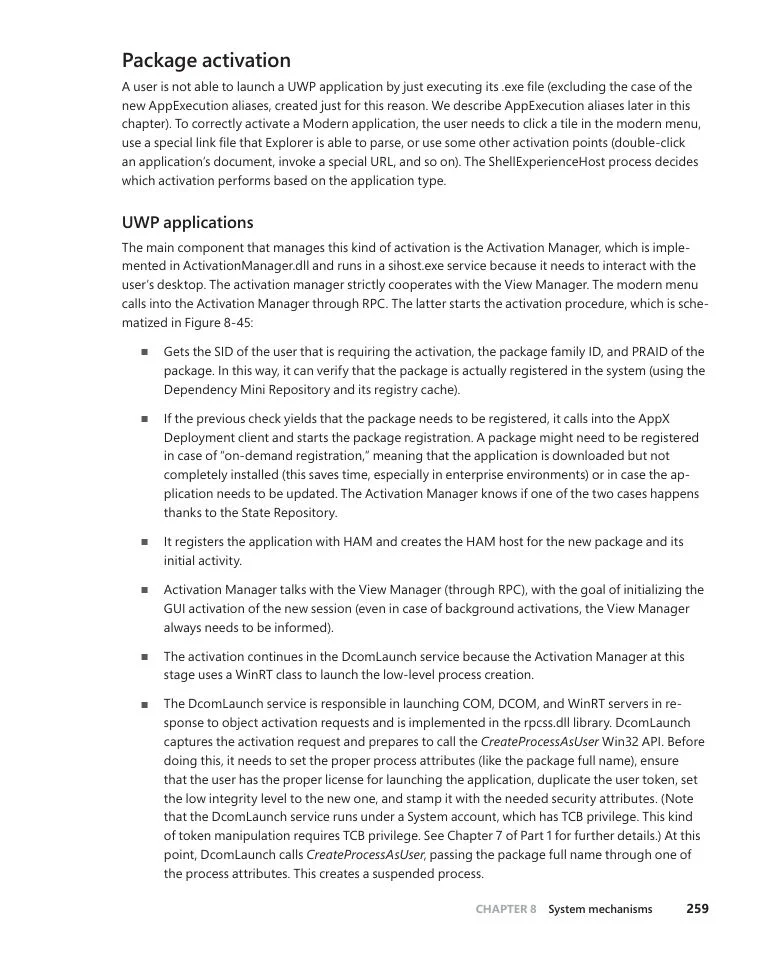 Package activation
A user is not able to launch a UWP application by just executing its .exe file (excluding the case of the
new AppExecution aliases, created just for this reason. We describe AppExecution aliases later in this
chapter). To correctly activate a Modern application, the user needs to click a tile in the modern menu,
use a special link file that Explorer is able to parse, or use some other activation points (double-click
an application’s document, invoke a special URL, and so on). The ShellExperienceHost process decides
which activation performs based on the application type.
UWP applications
The main component that manages this kind of activation is the Activation Manager, which is imple-
mented in ActivationManager.dll and runs in a sihost.exe service because it needs to interact with the
user’s desktop. The activation manager strictly cooperates with the View Manager. The modern menu
calls into the Activation Manager through RPC. The latter starts the activation procedure, which is sche-
matized in Figure 8-45:
■ Gets the SID of the user that is requiring the activation, the package family ID, and PRAID of the
package. In this way, it can verify that the package is actually registered in the system (using the
Dependency Mini Repository and its registry cache).
■ If the previous check yields that the package needs to be registered, it calls into the AppX
Deployment client and starts the package registration. A package might need to be registered
in case of “on-demand registration,” meaning that the application is downloaded but not
completely installed (this saves time, especially in enterprise environments) or in case the ap-
plication needs to be updated. The Activation Manager knows if one of the two cases happens
thanks to the State Repository.
■ It registers the application with HAM and creates the HAM host for the new package and its
initial activity.
■ Activation Manager talks with the View Manager (through RPC), with the goal of initializing the
GUI activation of the new session (even in case of background activations, the View Manager
always needs to be informed).
■ The activation continues in the DcomLaunch service because the Activation Manager at this
stage uses a WinRT class to launch the low-level process creation.
■ The DcomLaunch service is responsible in launching COM, DCOM, and WinRT servers in re-
sponse to object activation requests and is implemented in the rpcss.dll library. DcomLaunch
captures the activation request and prepares to call the CreateProcessAsUser Win32 API. Before
doing this, it needs to set the proper process attributes (like the package full name), ensure
that the user has the proper license for launching the application, duplicate the user token, set
the low integrity level to the new one, and stamp it with the needed security attributes. (Note
that the DcomLaunch service runs under a System account, which has TCB privilege. This kind
of token manipulation requires TCB privilege. See Chapter 7 of Part 1 for further details.) At this
point, DcomLaunch calls CreateProcessAsUser, passing the package full name through one of
the process attributes. This creates a suspended process.
CHAPTER 8 System mechanisms 259